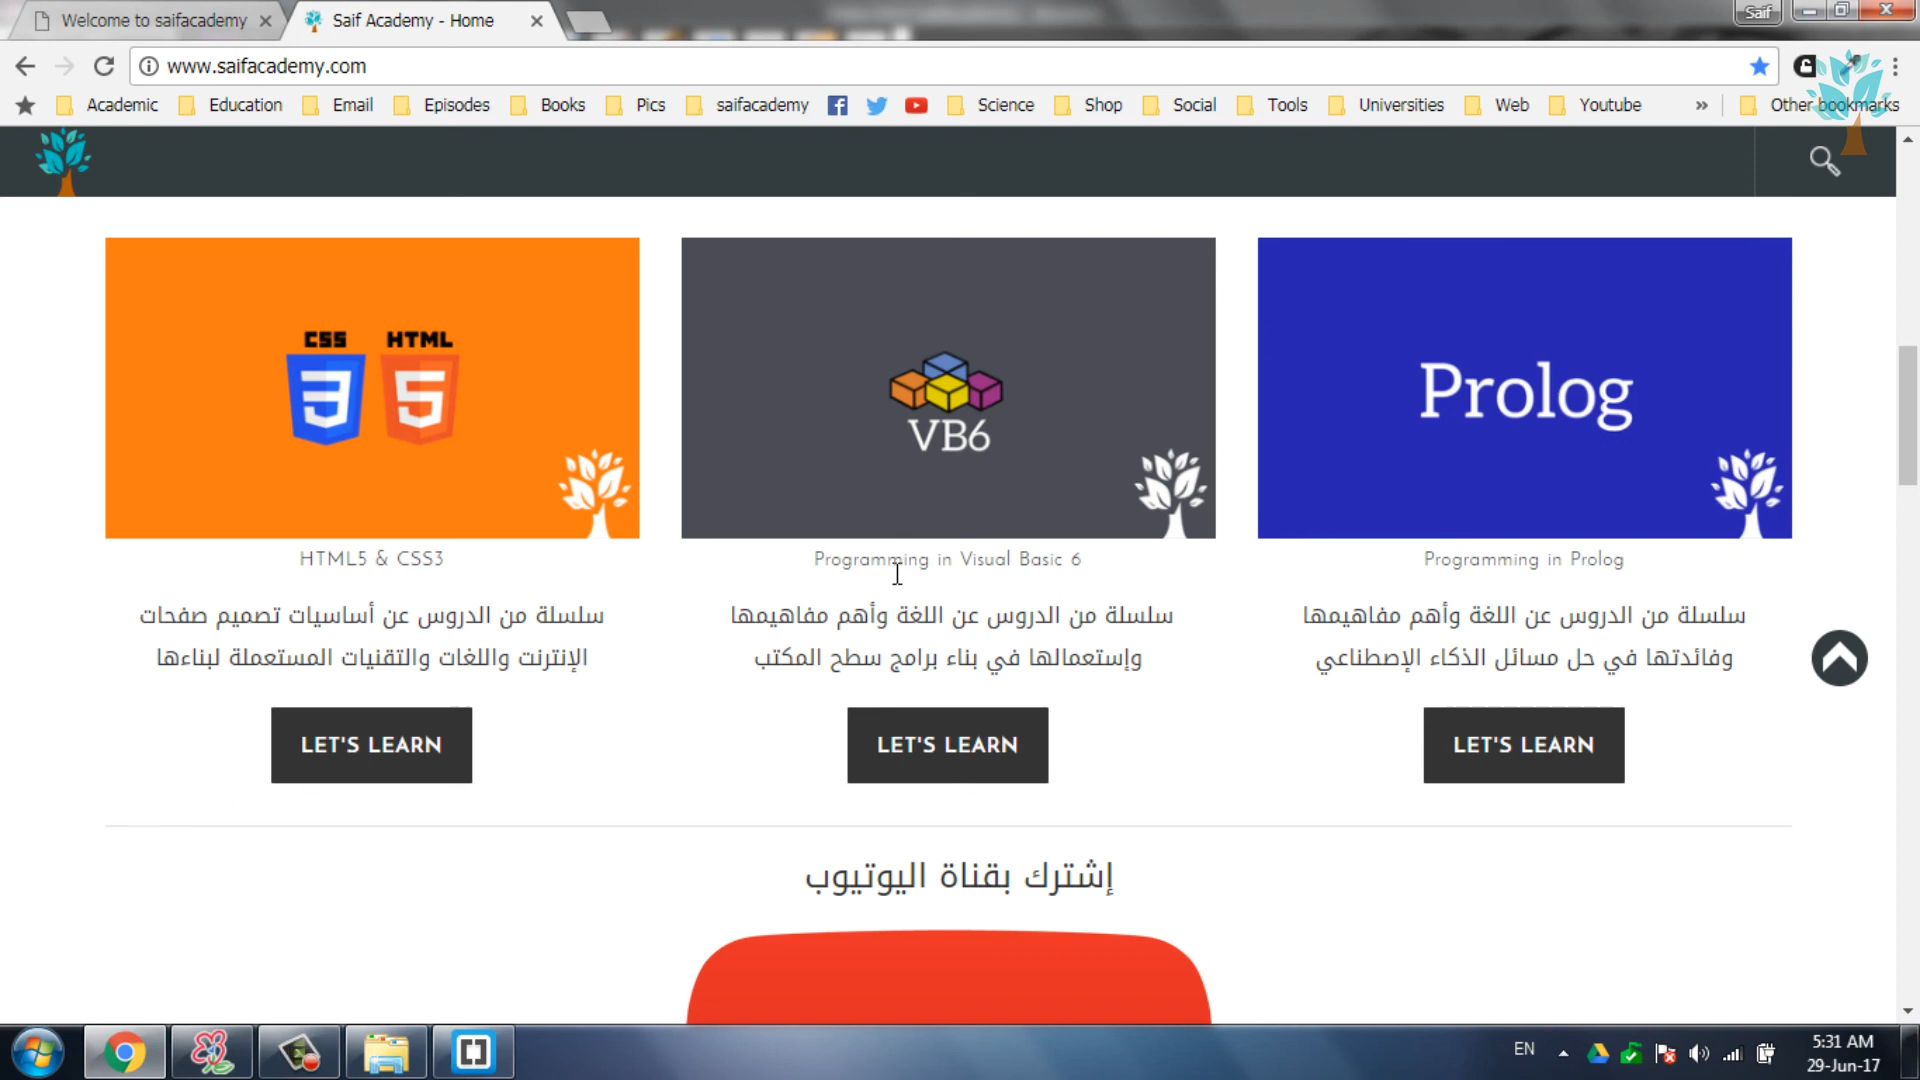 Welcome to saifacademy
Saif Academy - Home
Saif
www.saifacademy.com
Academic
Education
Email
Episodes
Books
Pics
saifacademy
Science
Shop
Social
Tools
Universities
Web
Youtube
»
Other bookmarks
CSS
3
HTML
5
VB6
Prolog
HTML5 & CSS3
Programming in Visual Basic 6
Programming in Prolog
سلسلة من الدروس عن أساسيات تصميم صفحات
الإنترنت واللغات والتقنيات المستعملة لبناءها
سلسلة من الدروس عن اللغة وأهم مفاهيمها
وإستعمالها في بناء برامج سطح المكتب
سلسلة من الدروس عن اللغة وأهم مفاهيمها
وفائدتها في حل مسائل الذكاء الإصطناعي
LET'S LEARN
LET'S LEARN
LET'S LEARN
إشترك بقناة اليوتيوب
EN
5:31 AM
29-Jun-17